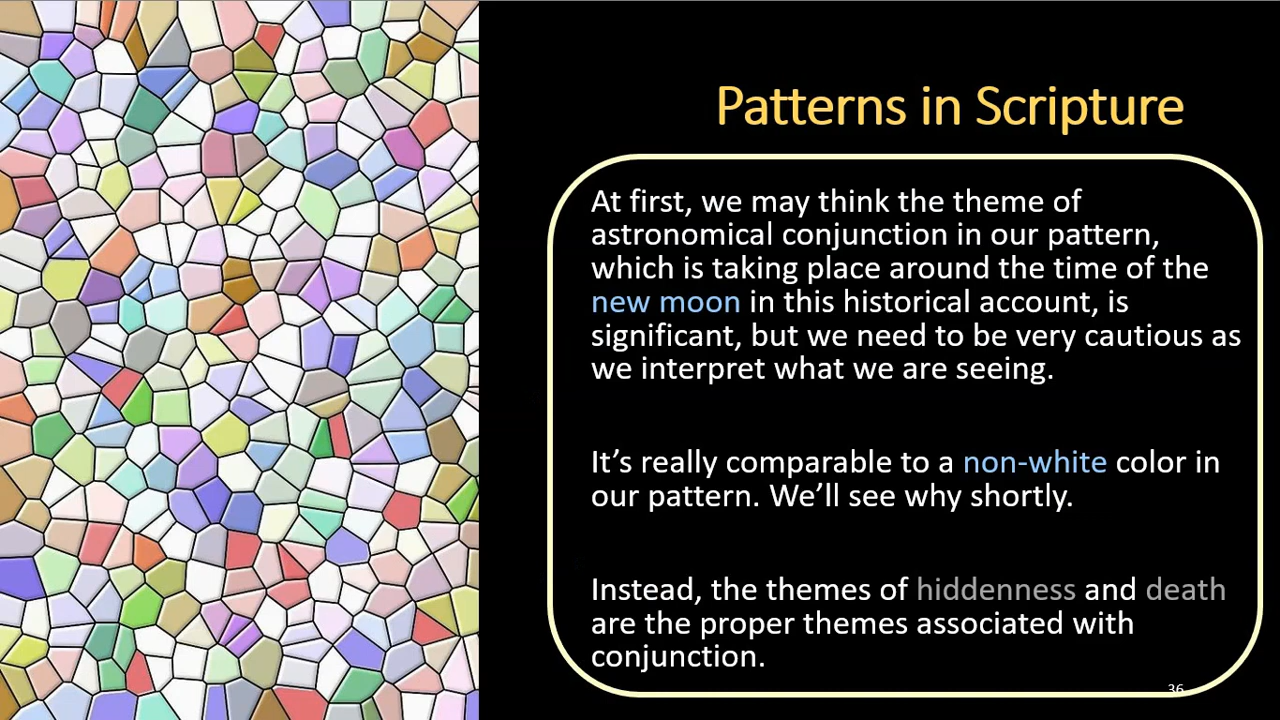 Patterns in Scripture
At first, we may think the theme of
astronomical conjunction in our pattern,
which is taking place around the time of the
new moon in this historical account, is
significant, but we need to be very cautious as
we interpret what we are seeing.
It’s really comparable to a non-white color in
our pattern. We’ll see why shortly.
Instead, the themes of hiddenness and death
are the proper themes associated with
conjunction.
36